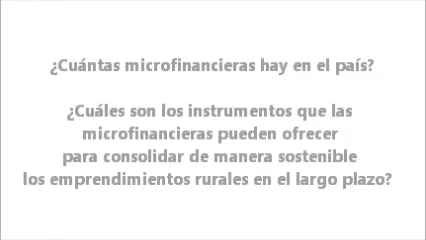 ¿Cuántas microfinancieras hay en el país?
¿Cuáles son los instrumentos que las
microfinancieras pueden ofrecer
para consolidar de manera sostenible
los emprendimientos rurales en el largo plazo?